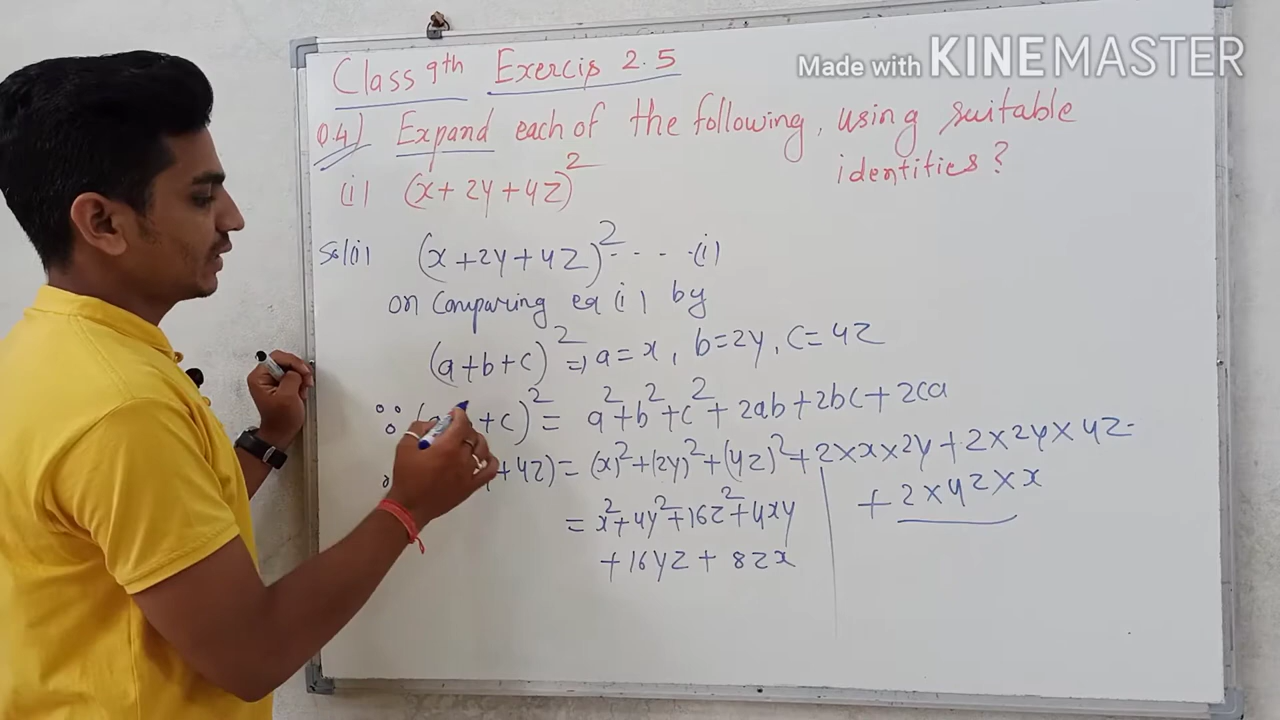 Made with KINEMASTER
Class 9th Exercis 2.5
Q.4) Expand each of the following, using suitable
identities?
(i) (x+2y+4z)²
Sol(i) (x+2y+4z)² - - - -(i)
on Comparing eq (i) by
(a+b+c)² ⇒ a=x, b=2y, c=4z
∵ +c)² = a²+b²+c²+2ab+2bc+2ca
+4z) = (x)²+(2y)²+(4z)²+2×x×2y+2×2y×4z
+2×4z×x
= x²+4y²+16z²+4xy
+16yz+8zx